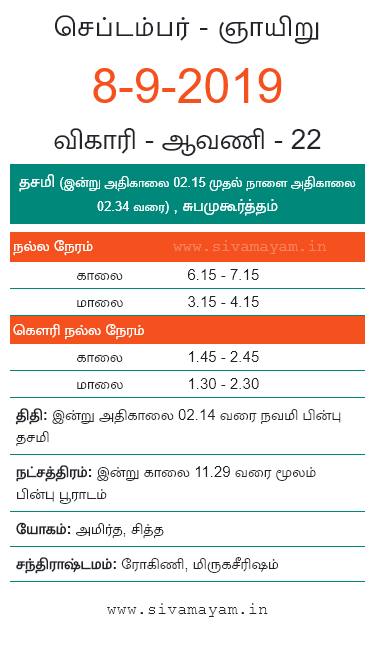 செப்டம்பர் - ஞாயிறு
8-9-2019
விகாரி - ஆவணி - 22
தசமி (இன்று அதிகாலை 02.15 முதல் நாளை அதிகாலை
02.34 வரை) , சுபமுகூர்த்தம்
நல்ல நேரம் www.sivamayam.in
காலை 6.15 - 7.15
மாலை 3.15 - 4.15
கௌரி நல்ல நேரம்
காலை 1.45 - 2.45
மாலை 1.30 - 2.30
திதி: இன்று அதிகாலை 02.14 வரை நவமி பின்பு
தசமி
நட்சத்திரம்: இன்று காலை 11.29 வரை மூலம்
பின்பு பூராடம்
யோகம்: அமிர்த, சித்த
சந்திராஷ்டமம்: ரோகிணி, மிருகசீரிஷம்
www.sivamayam.in